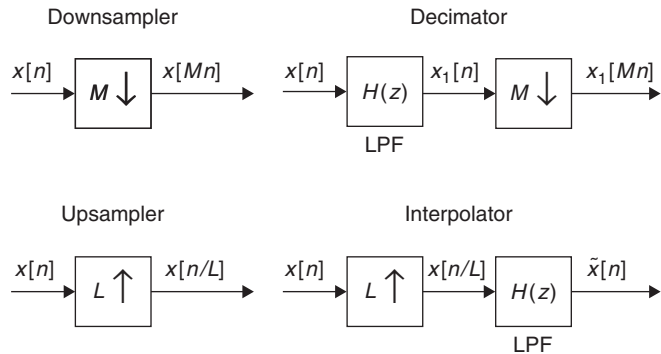 Downsampler
Decimator
x[n]
M ↓
x[Mn]
x[n]
H(z)
LPF
x₁[n]
M ↓
x₁[Mn]
Upsampler
Interpolator
x[n]
L ↑
x[n/L]
x[n]
L ↑
x[n/L]
H(z)
LPF
x̃[n]